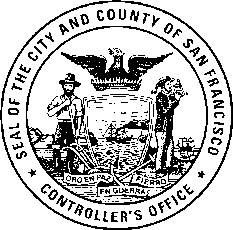 SEAL OF THE CITY AND COUNTY OF SAN FRANCISCO
ORO EN PAZ
FIERRO
EN GUERRA
CONTROLLER'S OFFICE